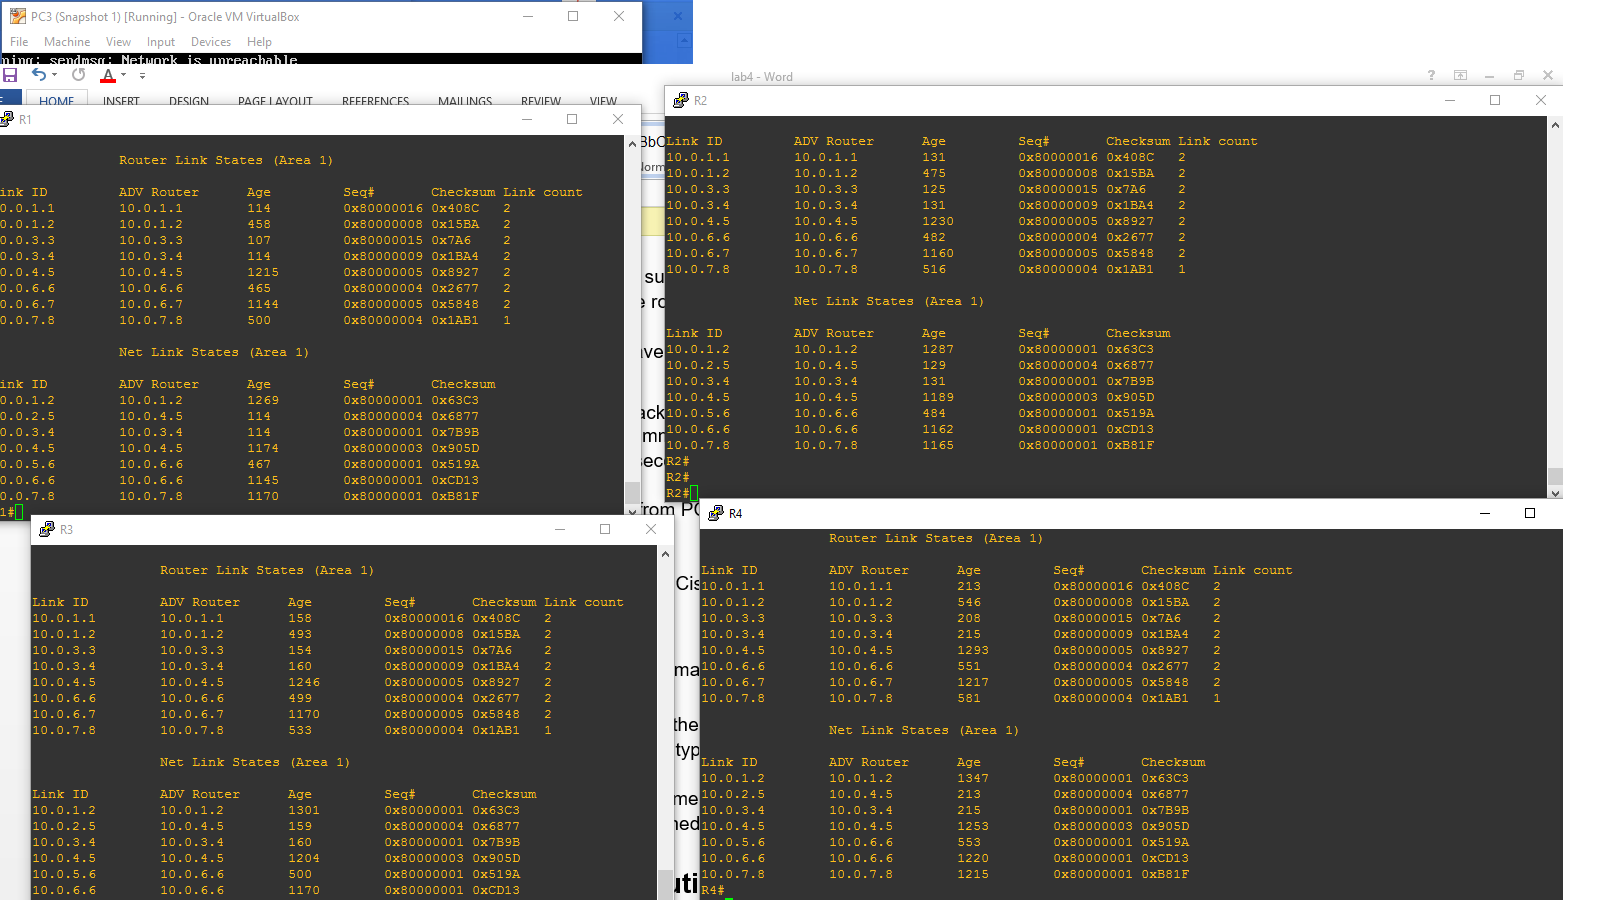 PC3 (Snapshot 1) [Running] - Oracle VM VirtualBox
File Machine View Input Devices Help
ning: sendmsg: Network is unreachable
lab4 - Word
HOME INSERT DESIGN PAGE LAYOUT REFERENCES MAILINGS REVIEW VIEW
R1
Router Link States (Area 1)
ink ID ADV Router Age Seq# Checksum Link count
0.0.1.1 10.0.1.1 114 0x80000016 0x408C 2
0.0.1.2 10.0.1.2 458 0x80000008 0x15BA 2
0.0.3.3 10.0.3.3 107 0x80000015 0x7A6 2
0.0.3.4 10.0.3.4 114 0x80000009 0x1BA4 2
0.0.4.5 10.0.4.5 1215 0x80000005 0x8927 2
0.0.6.6 10.0.6.6 465 0x80000004 0x2677 2
0.0.6.7 10.0.6.7 1144 0x80000005 0x5848 2
0.0.7.8 10.0.7.8 500 0x80000004 0x1AB1 1
Net Link States (Area 1)
ink ID ADV Router Age Seq# Checksum
0.0.1.2 10.0.1.2 1269 0x80000001 0x63C3
0.0.2.5 10.0.4.5 114 0x80000004 0x6877
0.0.3.4 10.0.3.4 114 0x80000001 0x7B9B
0.0.4.5 10.0.4.5 1174 0x80000003 0x905D
0.0.5.6 10.0.6.6 467 0x80000001 0x519A
0.0.6.6 10.0.6.6 1145 0x80000001 0xCD13
0.0.7.8 10.0.7.8 1170 0x80000001 0xB81F
1#
R2
Link ID ADV Router Age Seq# Checksum Link count
10.0.1.1 10.0.1.1 131 0x80000016 0x408C 2
10.0.1.2 10.0.1.2 475 0x80000008 0x15BA 2
10.0.3.3 10.0.3.3 125 0x80000015 0x7A6 2
10.0.3.4 10.0.3.4 131 0x80000009 0x1BA4 2
10.0.4.5 10.0.4.5 1230 0x80000005 0x8927 2
10.0.6.6 10.0.6.6 482 0x80000004 0x2677 2
10.0.6.7 10.0.6.7 1160 0x80000005 0x5848 2
10.0.7.8 10.0.7.8 516 0x80000004 0x1AB1 1
Net Link States (Area 1)
Link ID ADV Router Age Seq# Checksum
10.0.1.2 10.0.1.2 1287 0x80000001 0x63C3
10.0.2.5 10.0.4.5 129 0x80000004 0x6877
10.0.3.4 10.0.3.4 131 0x80000001 0x7B9B
10.0.4.5 10.0.4.5 1189 0x80000003 0x905D
10.0.5.6 10.0.6.6 484 0x80000001 0x519A
10.0.6.6 10.0.6.6 1162 0x80000001 0xCD13
10.0.7.8 10.0.7.8 1165 0x80000001 0xB81F
R2#
R2#
R2#
R3
Router Link States (Area 1)
Link ID ADV Router Age Seq# Checksum Link count
10.0.1.1 10.0.1.1 158 0x80000016 0x408C 2
10.0.1.2 10.0.1.2 493 0x80000008 0x15BA 2
10.0.3.3 10.0.3.3 154 0x80000015 0x7A6 2
10.0.3.4 10.0.3.4 160 0x80000009 0x1BA4 2
10.0.4.5 10.0.4.5 1246 0x80000005 0x8927 2
10.0.6.6 10.0.6.6 499 0x80000004 0x2677 2
10.0.6.7 10.0.6.7 1170 0x80000005 0x5848 2
10.0.7.8 10.0.7.8 533 0x80000004 0x1AB1 1
Net Link States (Area 1)
Link ID ADV Router Age Seq# Checksum
10.0.1.2 10.0.1.2 1301 0x80000001 0x63C3
10.0.2.5 10.0.4.5 159 0x80000004 0x6877
10.0.3.4 10.0.3.4 160 0x80000001 0x7B9B
10.0.4.5 10.0.4.5 1204 0x80000003 0x905D
10.0.5.6 10.0.6.6 500 0x80000001 0x519A
10.0.6.6 10.0.6.6 1170 0x80000001 0xCD13
R4
Router Link States (Area 1)
Link ID ADV Router Age Seq# Checksum Link count
10.0.1.1 10.0.1.1 213 0x80000016 0x408C 2
10.0.1.2 10.0.1.2 546 0x80000008 0x15BA 2
10.0.3.3 10.0.3.3 208 0x80000015 0x7A6 2
10.0.3.4 10.0.3.4 215 0x80000009 0x1BA4 2
10.0.4.5 10.0.4.5 1293 0x80000005 0x8927 2
10.0.6.6 10.0.6.6 551 0x80000004 0x2677 2
10.0.6.7 10.0.6.7 1217 0x80000005 0x5848 2
10.0.7.8 10.0.7.8 581 0x80000004 0x1AB1 1
Net Link States (Area 1)
Link ID ADV Router Age Seq# Checksum
10.0.1.2 10.0.1.2 1347 0x80000001 0x63C3
10.0.2.5 10.0.4.5 213 0x80000004 0x6877
10.0.3.4 10.0.3.4 215 0x80000001 0x7B9B
10.0.4.5 10.0.4.5 1253 0x80000003 0x905D
10.0.5.6 10.0.6.6 553 0x80000001 0x519A
10.0.6.6 10.0.6.6 1220 0x80000001 0xCD13
10.0.7.8 10.0.7.8 1215 0x80000001 0xB81F
R4#
su
from PC
Cis
ma
the
typ
me